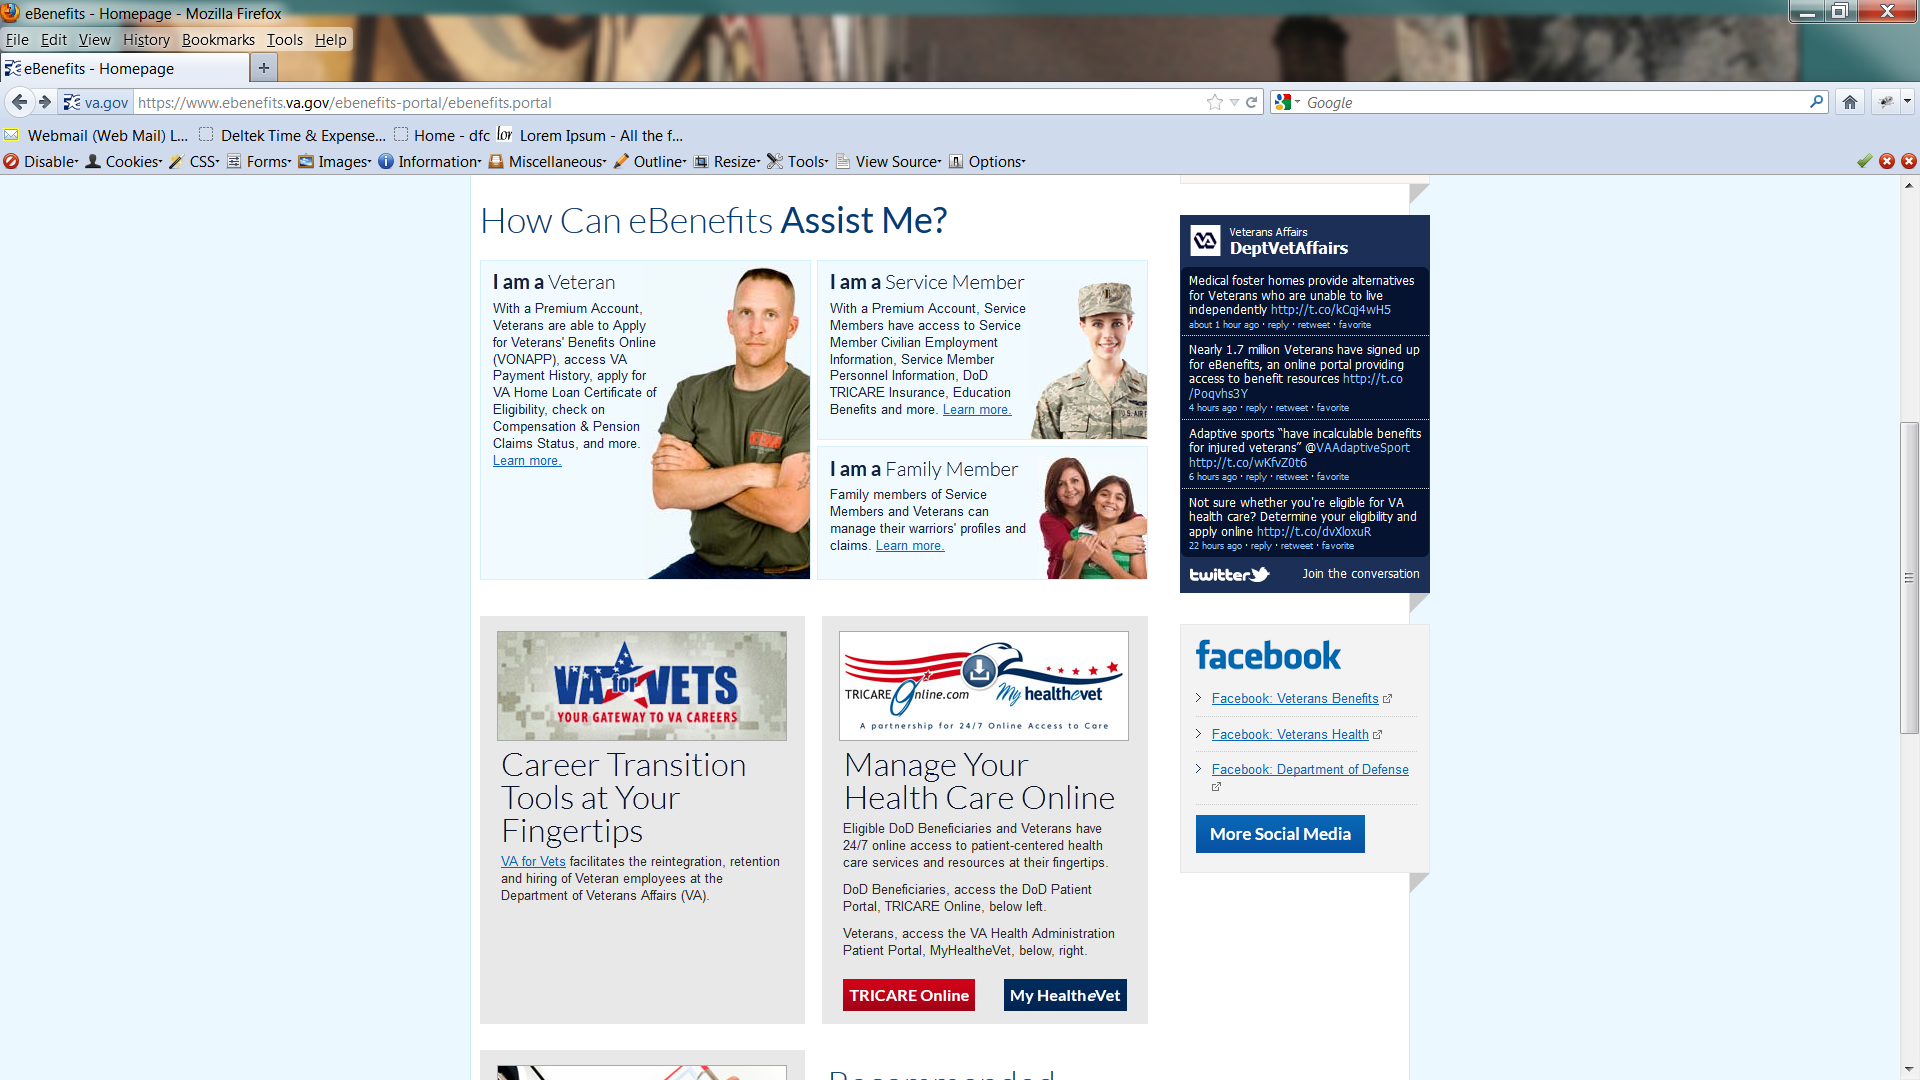 eBenefits - Homepage - Mozilla Firefox
File Edit View History Bookmarks Tools Help
eBenefits - Homepage
va.gov https://www.ebenefits.va.gov/ebenefits-portal/ebenefits.portal Google
Webmail (Web Mail) L... Deltek Time & Expense... Home - dfc lor Lorem Ipsum - All the f...
Disable Cookies CSS Forms Images Information Miscellaneous Outline Resize Tools View Source Options
How Can eBenefits Assist Me?
I am a Veteran
With a Premium Account,
Veterans are able to Apply
for Veterans' Benefits Online
(VONAPP), access VA
Payment History, apply for
VA Home Loan Certificate of
Eligibility, check on
Compensation & Pension
Claims Status, and more.
Learn more.
I am a Service Member
With a Premium Account, Service
Members have access to Service
Member Civilian Employment
Information, Service Member
Personnel Information, DoD
TRICARE Insurance, Education
Benefits and more. Learn more.
U.S. AIR F
I am a Family Member
Family members of Service
Members and Veterans can
manage their warriors' profiles and
claims. Learn more.
VA for VETS
YOUR GATEWAY TO VA CAREERS
Career Transition
Tools at Your
Fingertips
VA for Vets facilitates the reintegration, retention
and hiring of Veteran employees at the
Department of Veterans Affairs (VA).
TRICARE Online.com My healthevet
A partnership for 24/7 Online Access to Care
Manage Your
Health Care Online
Eligible DoD Beneficiaries and Veterans have
24/7 online access to patient-centered health
care services and resources at their fingertips.
DoD Beneficiaries, access the DoD Patient
Portal, TRICARE Online, below left.
Veterans, access the VA Health Administration
Patient Portal, MyHealtheVet, below, right.
TRICARE Online My HealtheVet
VA Veterans Affairs
DeptVetAffairs
Medical foster homes provide alternatives
for Veterans who are unable to live
independently http://t.co/kCqj4wH5
about 1 hour ago · reply · retweet · favorite
Nearly 1.7 million Veterans have signed up
for eBenefits, an online portal providing
access to benefit resources http://t.co
/Poqvhs3Y
4 hours ago · reply · retweet · favorite
Adaptive sports “have incalculable benefits
for injured veterans” @VAAdaptiveSport
http://t.co/wKfvZ0t6
6 hours ago · reply · retweet · favorite
Not sure whether you're eligible for VA
health care? Determine your eligibility and
apply online http://t.co/dvXloxuR
22 hours ago · reply · retweet · favorite
twitter Join the conversation
facebook
Facebook: Veterans Benefits
Facebook: Veterans Health
Facebook: Department of Defense
More Social Media
Recommended